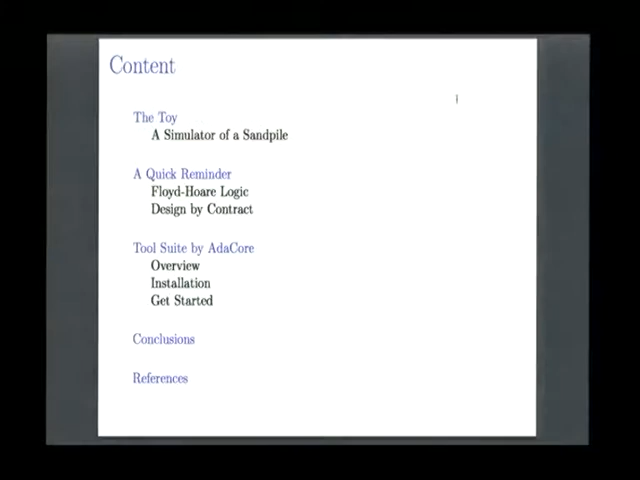 Content
The Toy
A Simulator of a Sandpile
A Quick Reminder
Floyd-Hoare Logic
Design by Contract
Tool Suite by AdaCore
Overview
Installation
Get Started
Conclusions
References